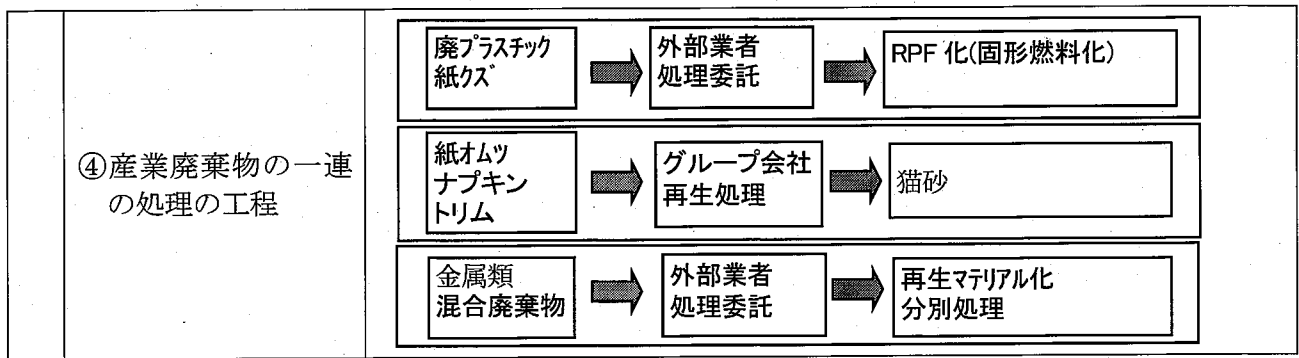 ④産業廃棄物の一連
の処理の工程
廃プラスチック
紙クズ
外部業者
処理委託
RPF 化(固形燃料化)
紙オムツ
ナプキン
トリム
グループ会社
再生処理
猫砂
金属類
混合廃棄物
外部業者
処理委託
再生マテリアル化
分別処理